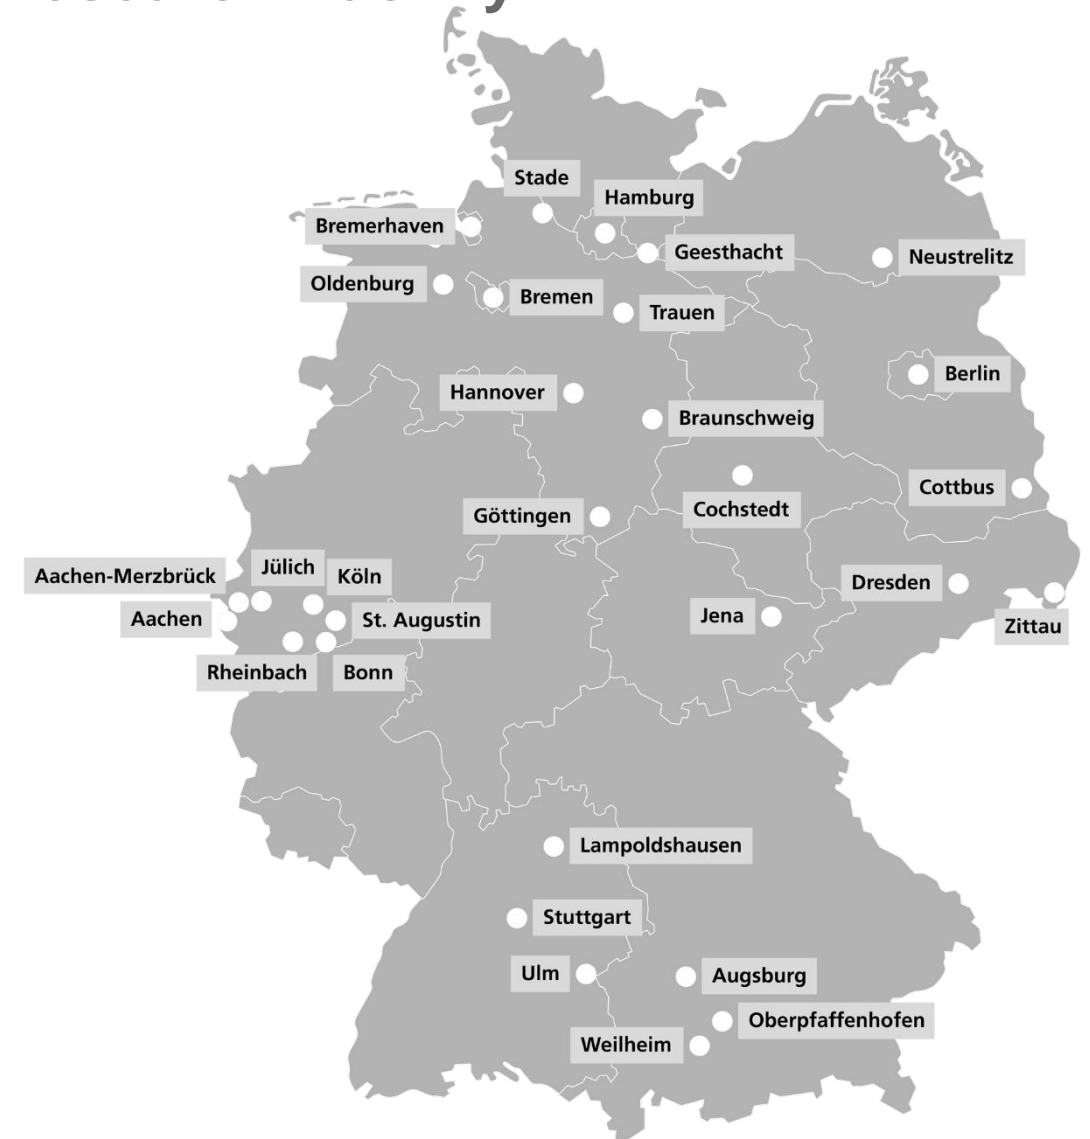 Stade
Hamburg
Bremerhaven
Geesthacht
Neustrelitz
Oldenburg
Bremen
Trauen
Berlin
Hannover
Braunschweig
Cottbus
Cochstedt
Göttingen
Jülich
Aachen-Merzbrück
Köln
Dresden
Aachen
St. Augustin
Jena
Zittau
Rheinbach
Bonn
Lampoldshausen
Stuttgart
Ulm
Augsburg
Oberpfaffenhofen
Weilheim